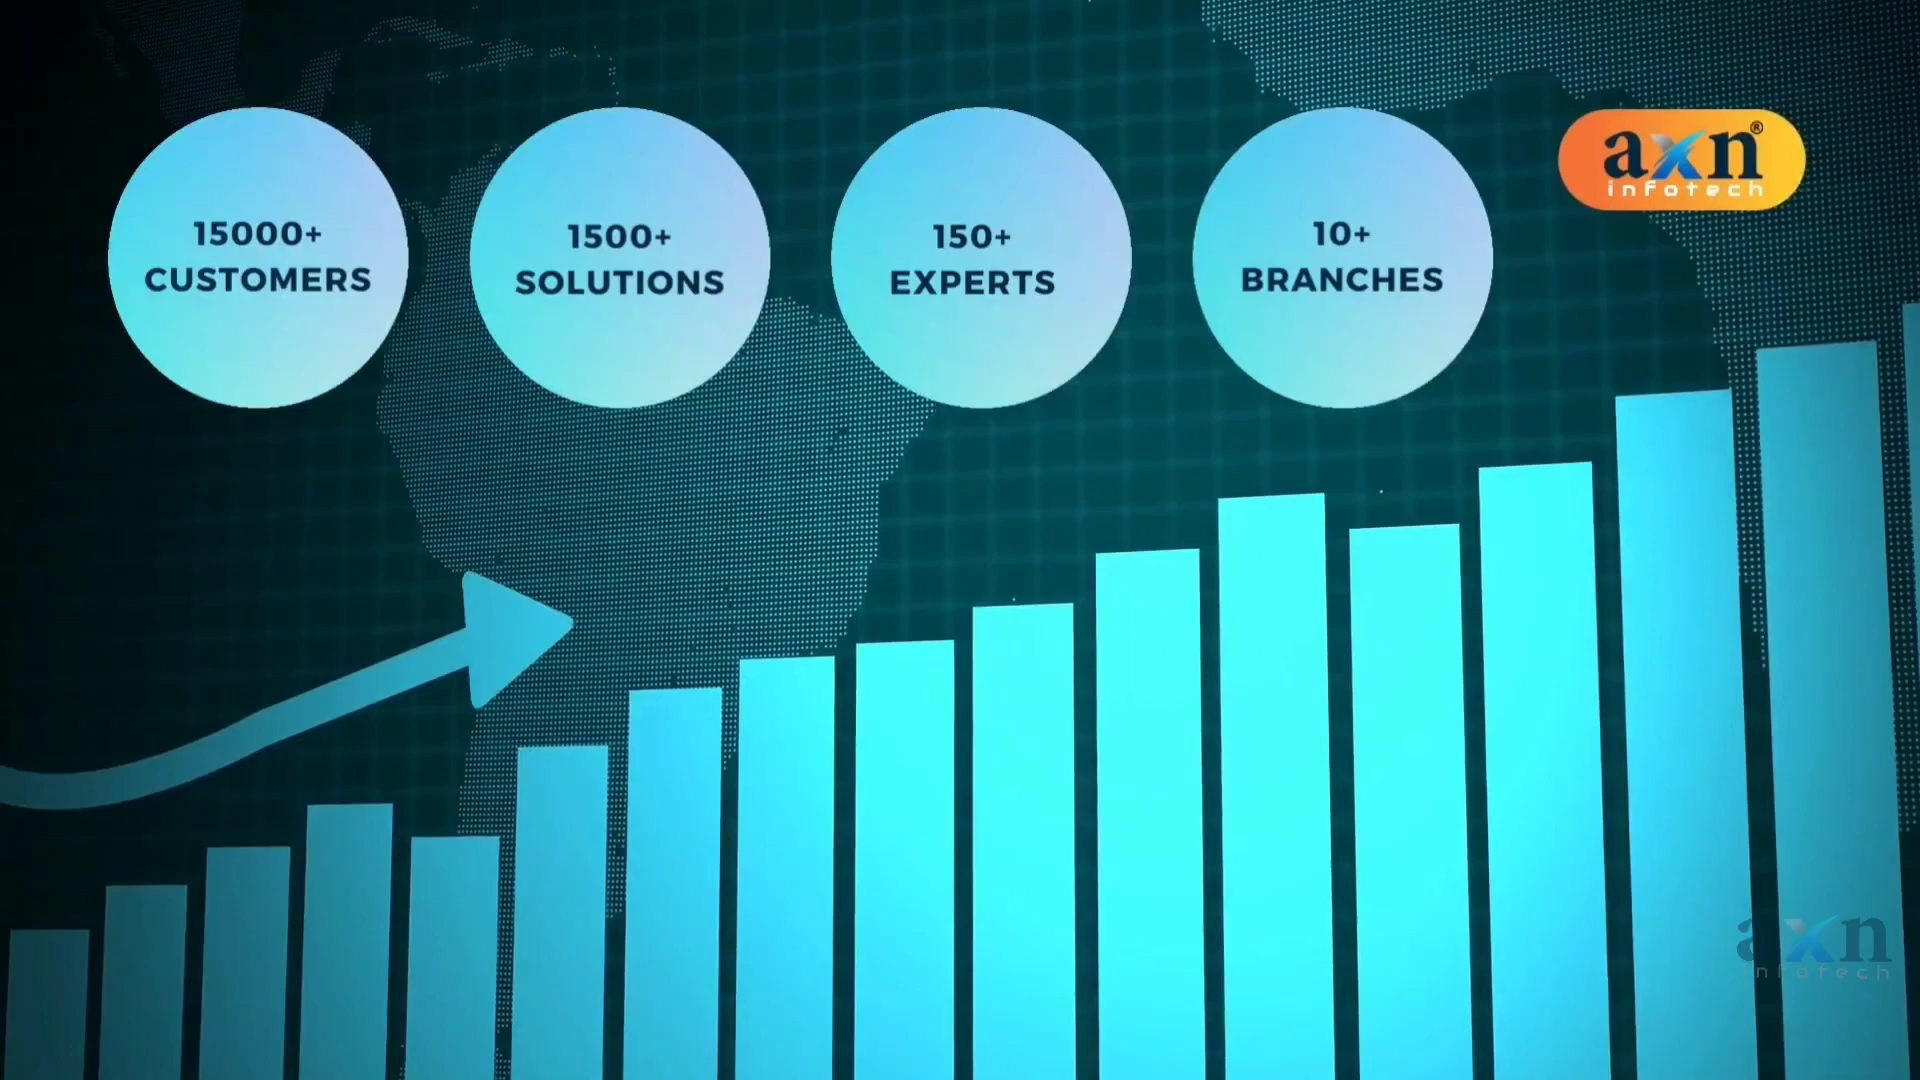 15000+
CUSTOMERS
1500+
SOLUTIONS
150+
EXPERTS
10+
BRANCHES
axn®
infotech
axn
infotech